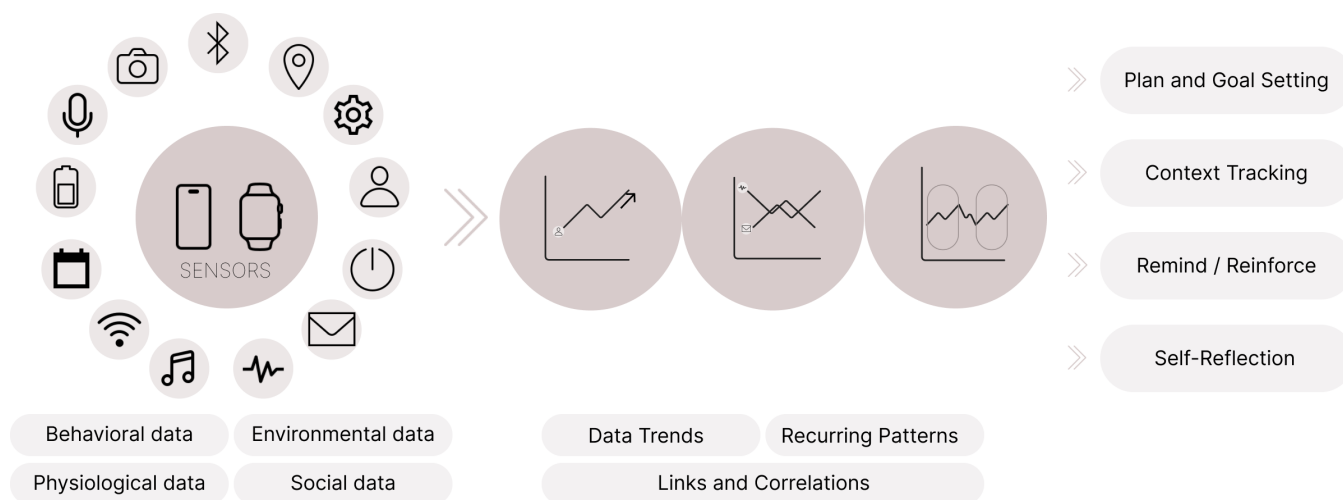 SENSORS
Behavioral data
Environmental data
Physiological data
Social data
Data Trends
Recurring Patterns
Links and Correlations
Plan and Goal Setting
Context Tracking
Remind / Reinforce
Self-Reflection